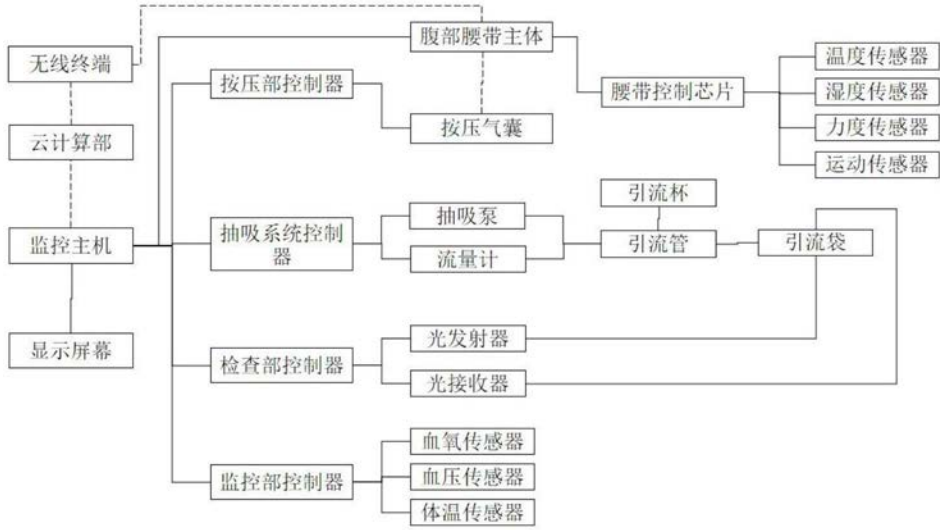 无线终端
云计算部
监控主机
显示屏幕
按压部控制器
抽吸系统控制
器
检查部控制器
监控部控制器
腹部腰带主体
按压气囊
抽吸泵
流量计
光发射器
光接收器
血氧传感器
血压传感器
体温传感器
腰带控制芯片
引流杯
引流管
引流袋
温度传感器
湿度传感器
力度传感器
运动传感器